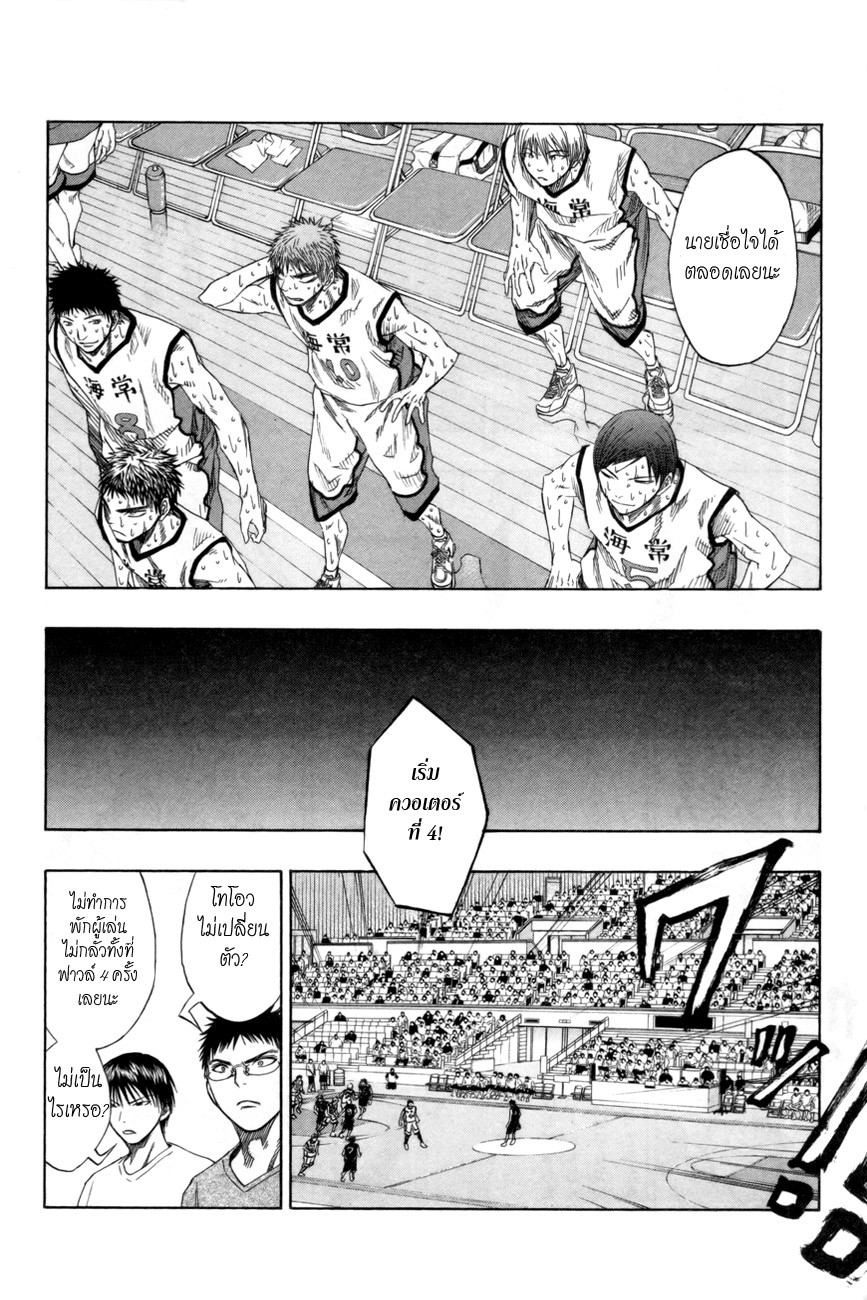 นายเชื่อใจได้
ตลอดเลยนะ
海常
海常
10
海常
8
海常
海常
5
เริ่ม
ควอเตอร์
ที่ 4!
โทโอว
ไม่เปลี่ยน
ตัว?
ไม่ทำการ
พักผู้เล่น
ไม่กลัวทั้งที่
ฟาวล์ 4 ครั้ง
เลยนะ
ไม่เป็น
ไรเหรอ?